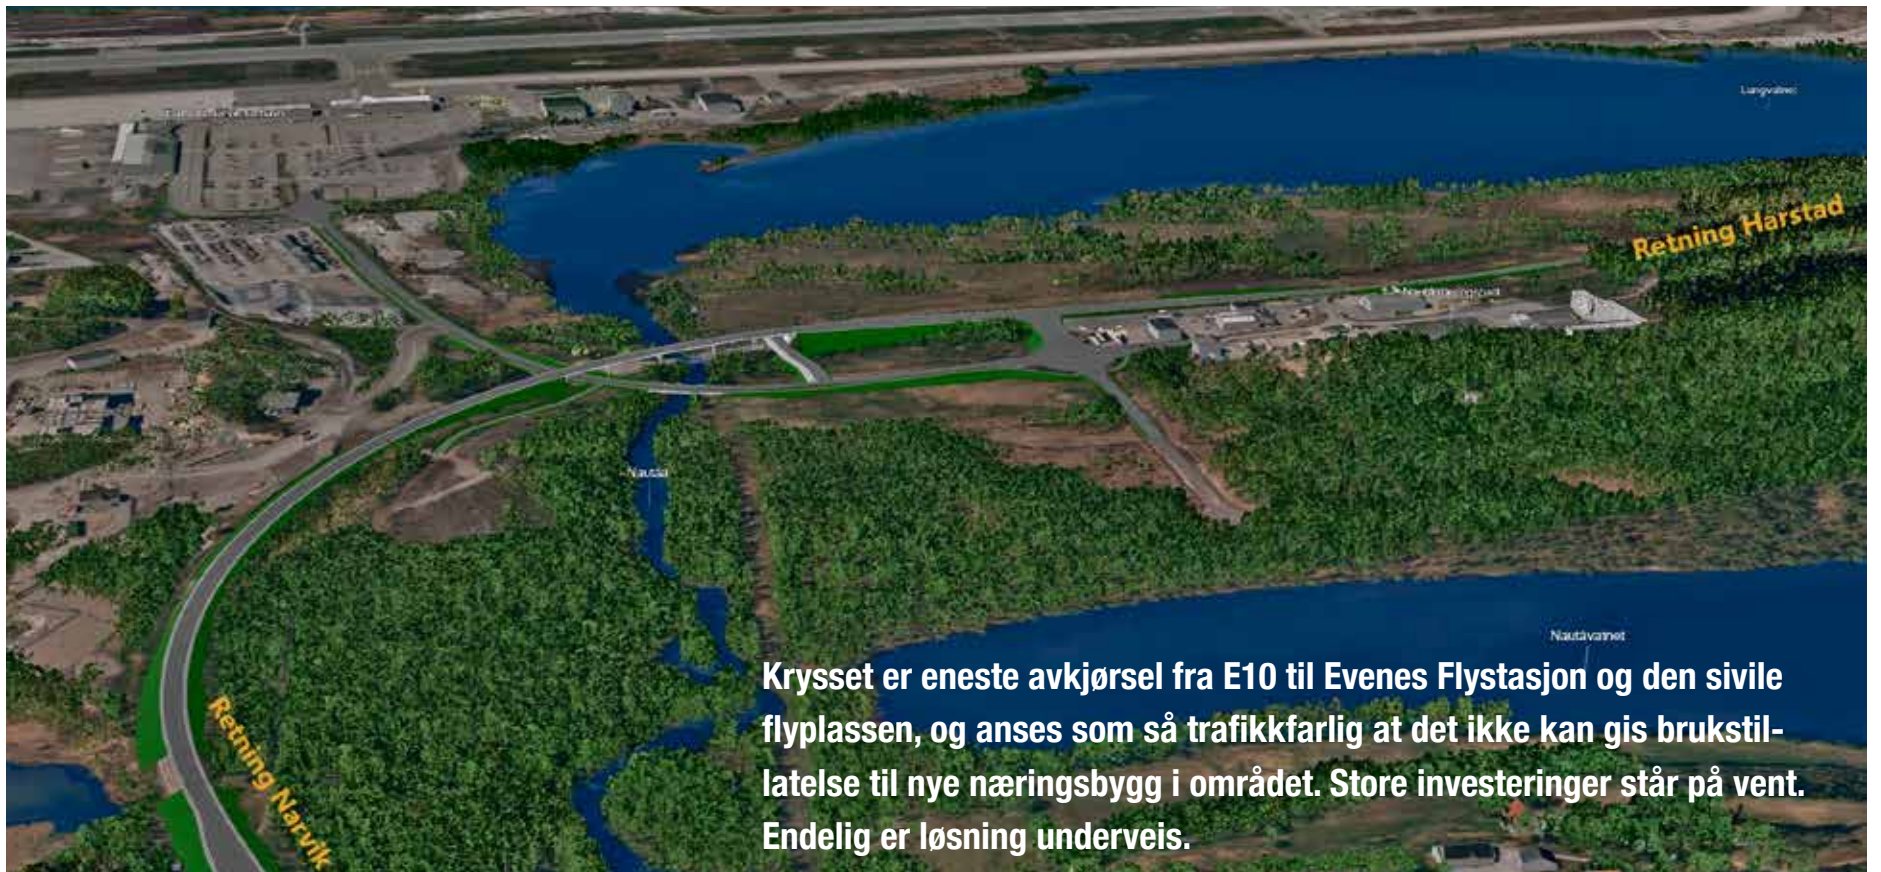 Langvatnet
Retning Harstad
Nautå
Nautåvatnet
Retning Narvik
Krysset er eneste avkjørsel fra E10 til Evenes Flystasjon og den sivile
flyplassen, og anses som så trafikkfarlig at det ikke kan gis brukstil-
latelse til nye næringsbygg i området. Store investeringer står på vent.
Endelig er løsning underveis.